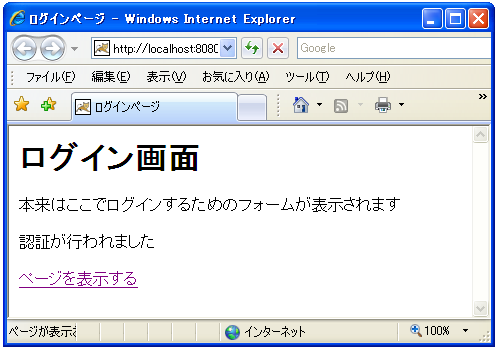 ログインページ - Windows Internet Explorer
http://localhost:8080
Google
ファイル(F) 編集(E) 表示(V) お気に入り(A) ツール(T) ヘルプ(H)
ログインページ
ログイン画面
本来はここでログインするためのフォームが表示されます
認証が行われました
ページを表示する
ページが表示さ インターネット 100%